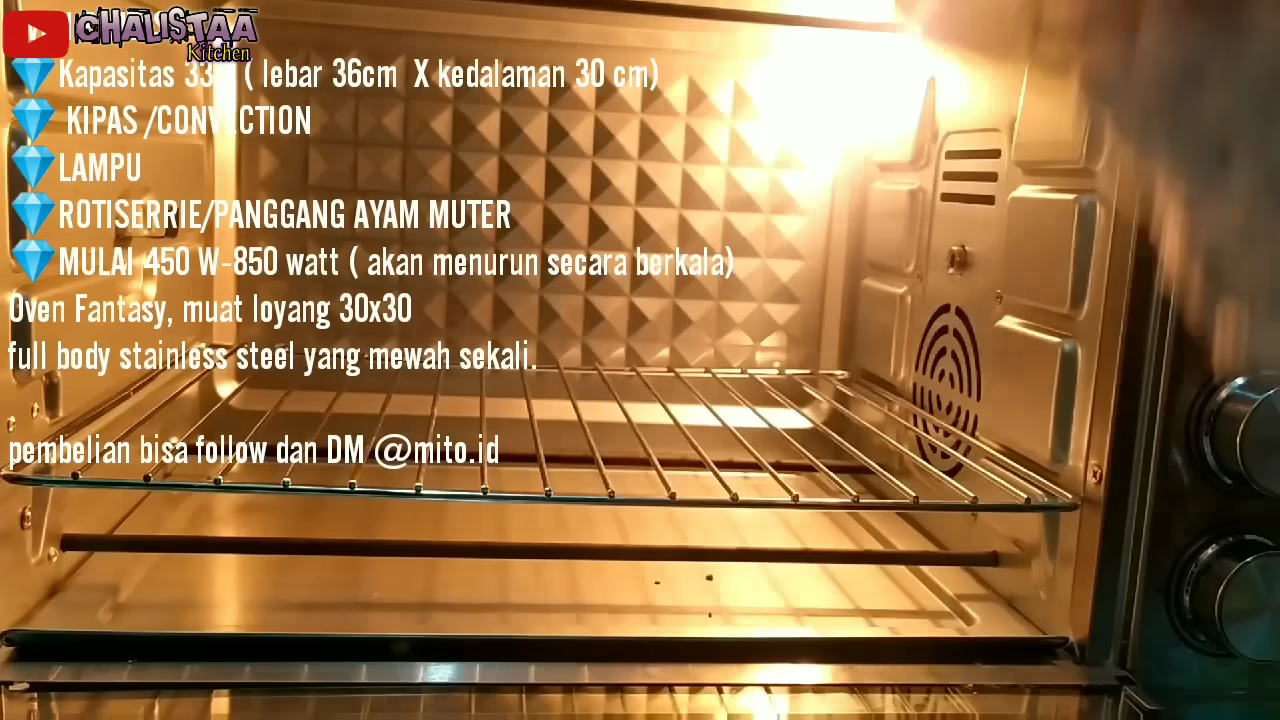 CHALISTAA
Kitchen
Kapasitas 33 ( lebar 36cm X kedalaman 30 cm)
KIPAS /CONVECTION
LAMPU
ROTISERRIE/PANGGANG AYAM MUTER
MULAI 450 W-850 watt ( akan menurun secara berkala)
Oven Fantasy, muat loyang 30x30
full body stainless steel yang mewah sekali.
pembelian bisa follow dan DM @mito.id